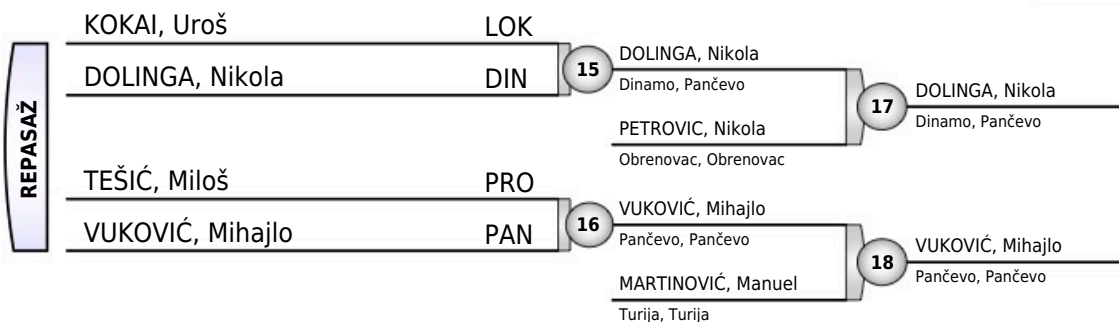 REPASAŽ
KOKAI, Uroš LOK
DOLINGA, Nikola DIN
15
DOLINGA, Nikola
Dinamo, Pančevo
PETROVIC, Nikola
Obrenovac, Obrenovac
17
DOLINGA, Nikola
Dinamo, Pančevo
TEŠIĆ, Miloš PRO
VUKOVIĆ, Mihajlo PAN
16
VUKOVIĆ, Mihajlo
Pančevo, Pančevo
MARTINOVIĆ, Manuel
Turija, Turija
18
VUKOVIĆ, Mihajlo
Pančevo, Pančevo